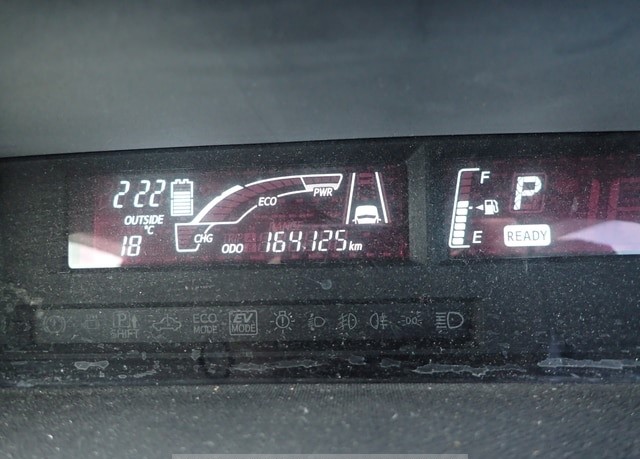 2:22
OUTSIDE
°C
18
ECO
PWR
CHG
ODO 164,125 km
F
E
P
READY
P
SHIFT
ECO
MODE
EV
MODE